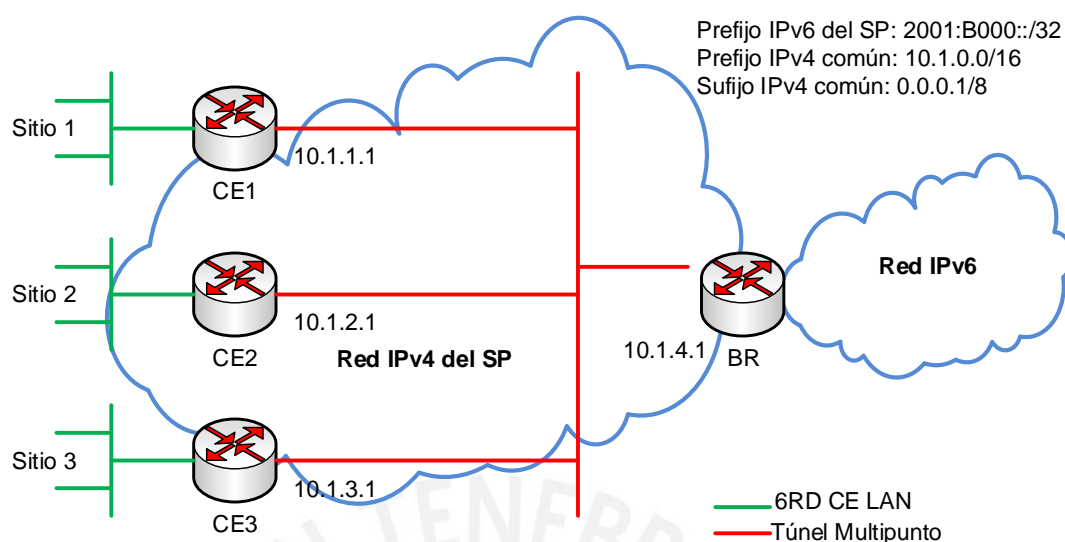 Prefijo IPv6 del SP: 2001:B000::/32
Prefijo IPv4 común: 10.1.0.0/16
Sufijo IPv4 común: 0.0.0.1/8
Sitio 1
10.1.1.1
CE1
Sitio 2
10.1.2.1
CE2
Red IPv4 del SP
10.1.4.1
BR
Red IPv6
Sitio 3
10.1.3.1
CE3
6RD CE LAN
Túnel Multipunto
TENEBR